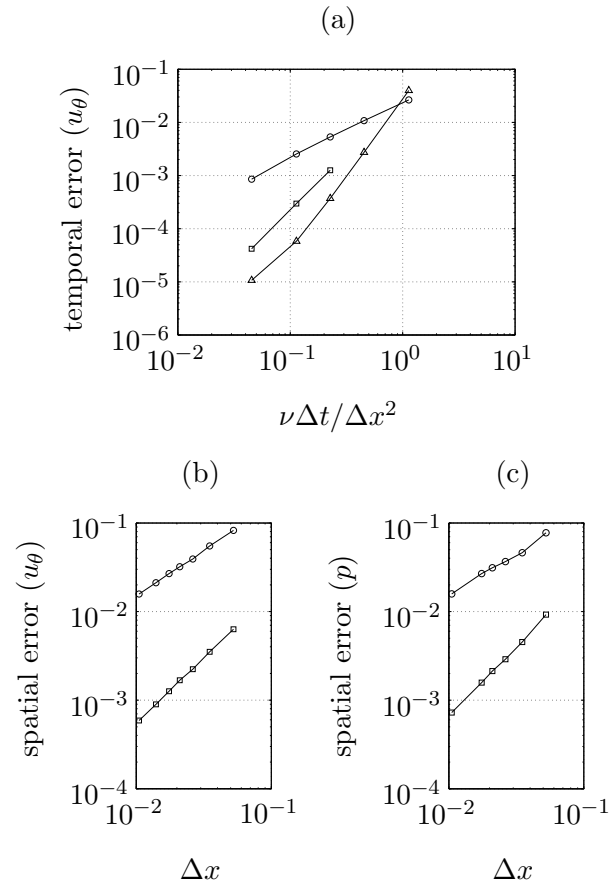 (a)
temporal error (u_θ)
10^−1
10^−2
10^−3
10^−4
10^−5
10^−6
10^−2 10^−1 10^0 10^1
νΔt/Δx^2
(b) (c)
spatial error (u_θ)
10^−1
10^−2
10^−3
10^−4
10^−2 10^−1
Δx
spatial error (p)
10^−1
10^−2
10^−3
10^−4
10^−2 10^−1
Δx